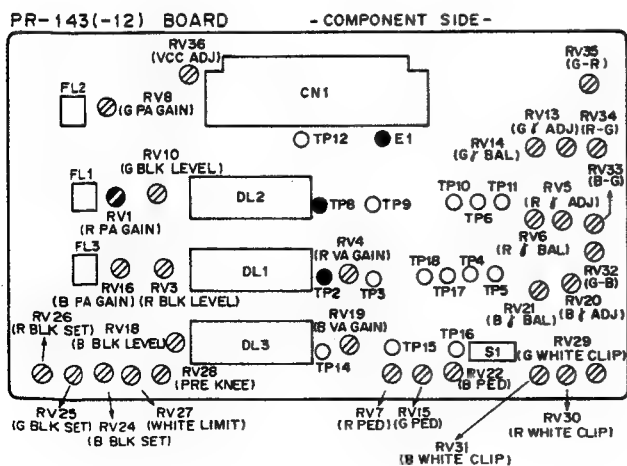 PR-143(-12) BOARD
-COMPONENT SIDE-
RV36
(VCC ADJ)
RV35
(G-R)
FL2
RV8
(G PA GAIN)
CN1
RV13
(G γ ADJ)
RV34
(R-G)
TP12
E1
RV14
(G γ BAL)
RV33
(B-G)
RV10
(G BLK LEVEL)
FL1
DL2
TP8
TP9
TP10
TP11
TP6
RV5
(R γ ADJ)
RV1
(R PA GAIN)
RV4
(R VA GAIN)
RV6
(R γ BAL)
FL3
DL1
TP18
TP4
RV16
(B PA GAIN)
RV3
(R BLK LEVEL)
TP2
TP3
TP17
TP5
RV32
(G-B)
RV26
(R BLK SET)
RV18
(B BLK LEVEL)
RV19
(B VA GAIN)
RV21
(B γ BAL)
RV20
(B γ ADJ)
DL3
TP14
TP15
TP16
S1
RV29
(G WHITE CLIP)
RV28
(PRE KNEE)
RV22
(B PED)
RV25
(G BLK SET)
RV24
(B BLK SET)
RV27
(WHITE LIMIT)
RV7
(R PED)
RV15
(G PED)
RV30
(R WHITE CLIP)
RV31
(B WHITE CLIP)